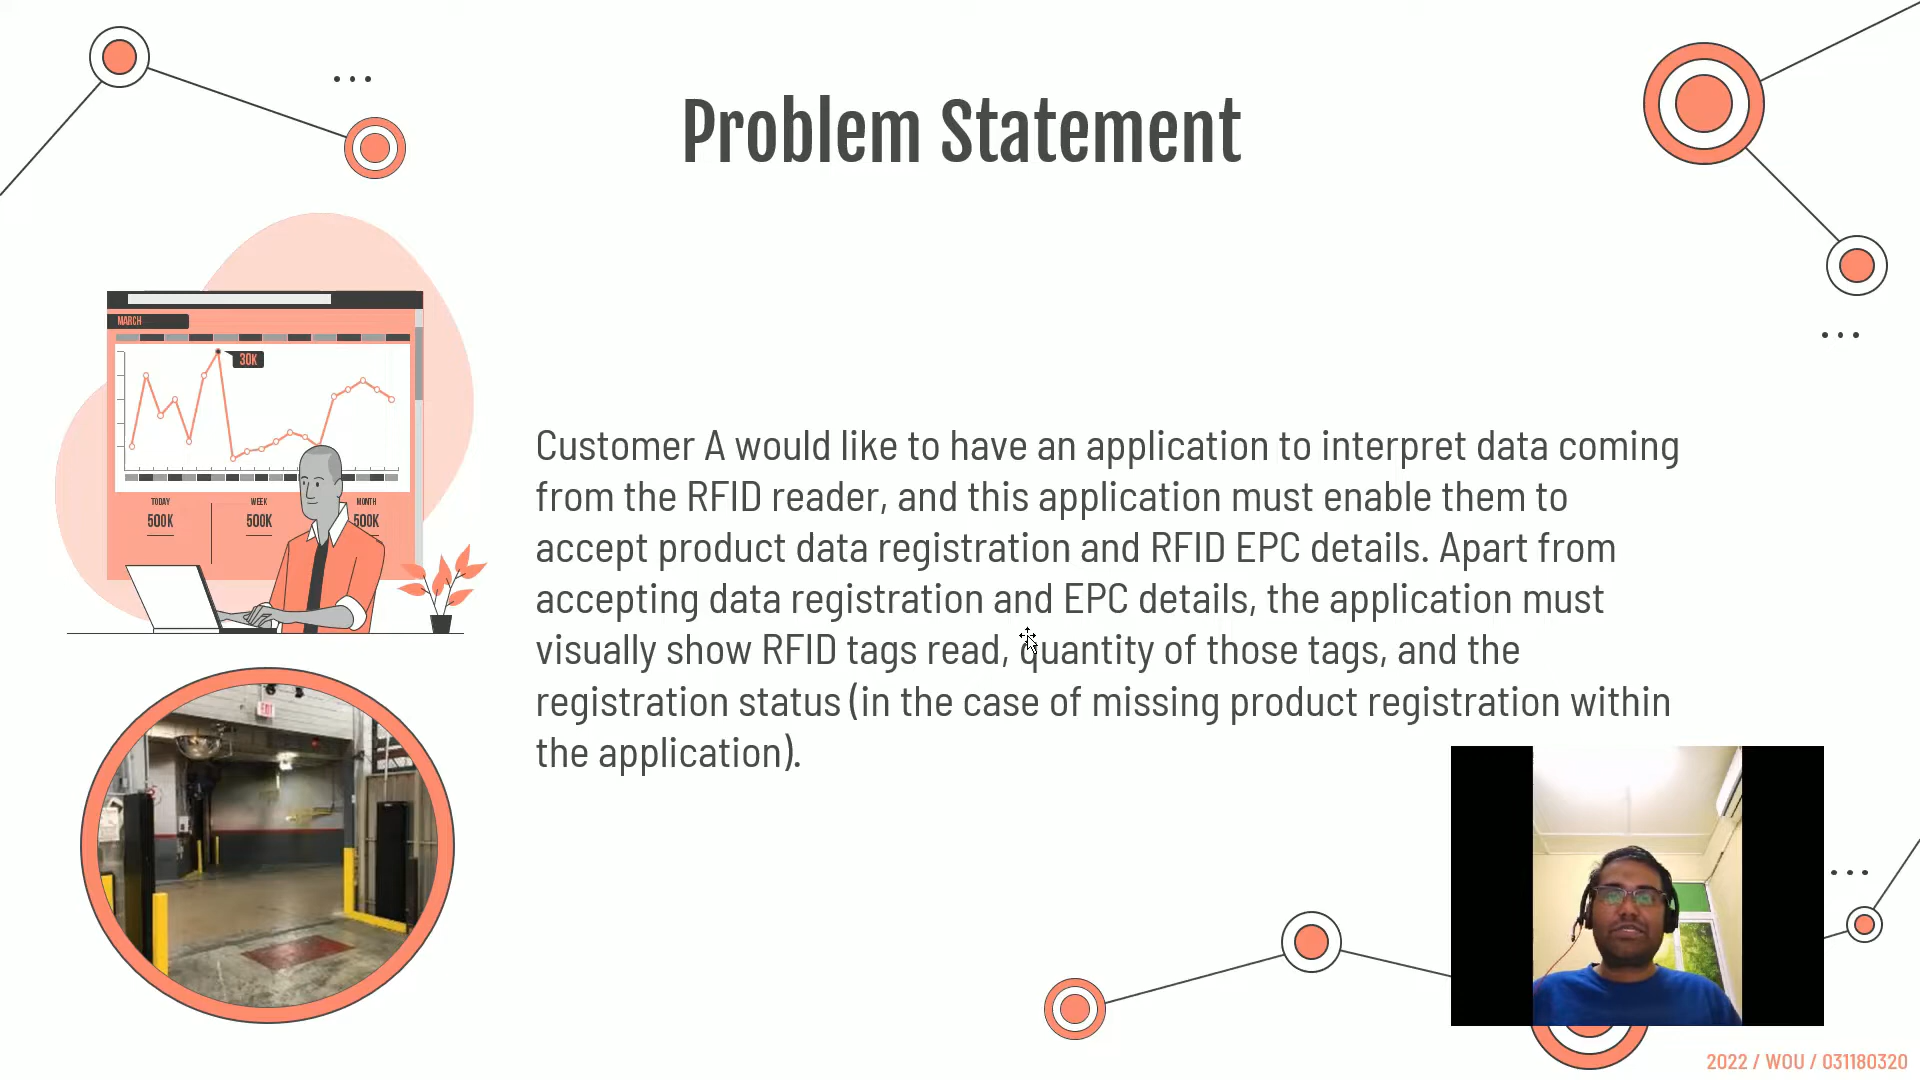 Problem Statement
MARCH
30K
TODAY
WEEK
MONTH
500K
500K
500K
Customer A would like to have an application to interpret data coming
from the RFID reader, and this application must enable them to
accept product data registration and RFID EPC details. Apart from
accepting data registration and EPC details, the application must
visually show RFID tags read, quantity of those tags, and the
registration status (in the case of missing product registration within
the application).
EXIT
2022 / WOU / 031180320